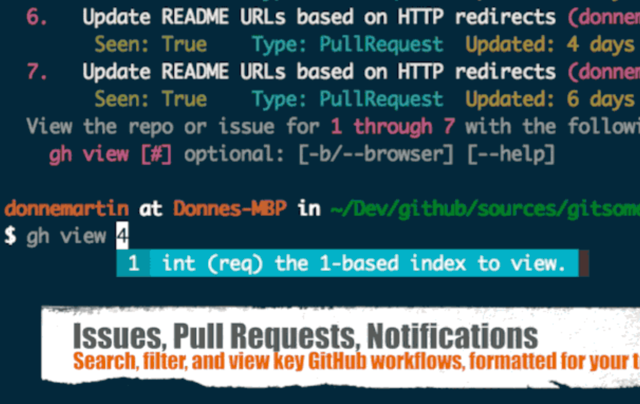 6. Update README URLs based on HTTP redirects (donnem
Seen: True Type: PullRequest Updated: 4 days
7. Update README URLs based on HTTP redirects (donnem
Seen: True Type: PullRequest Updated: 6 days
View the repo or issue for 1 through 7 with the followi
gh view [#] optional: [-b/--browser] [--help]
donnemartin at Donnes-MBP in ~/Dev/github/sources/gitsome
$ gh view 4
1 int (req) the 1-based index to view.
Issues, Pull Requests, Notifications
Search, filter, and view key GitHub workflows, formatted for your t